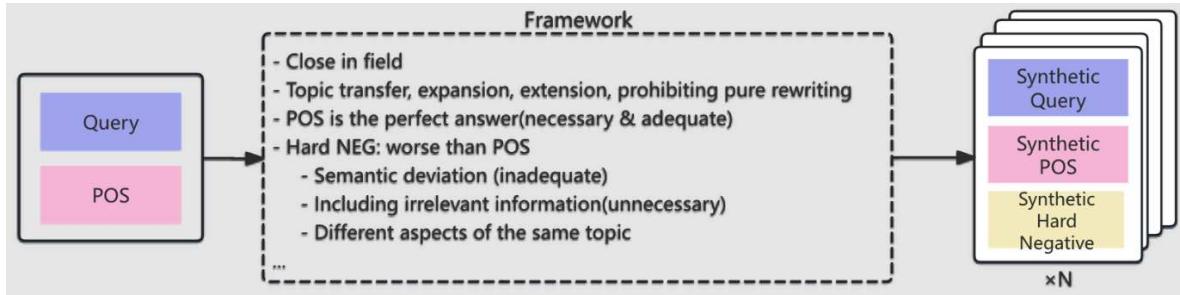 Framework
Query
POS
- Close in field
- Topic transfer, expansion, extension, prohibiting pure rewriting
- POS is the perfect answer(necessary & adequate)
- Hard NEG: worse than POS
- Semantic deviation (inadequate)
- Including irrelevant information(unnecessary)
- Different aspects of the same topic
...
Synthetic
Query
Synthetic
POS
Synthetic
Hard
Negative
×N